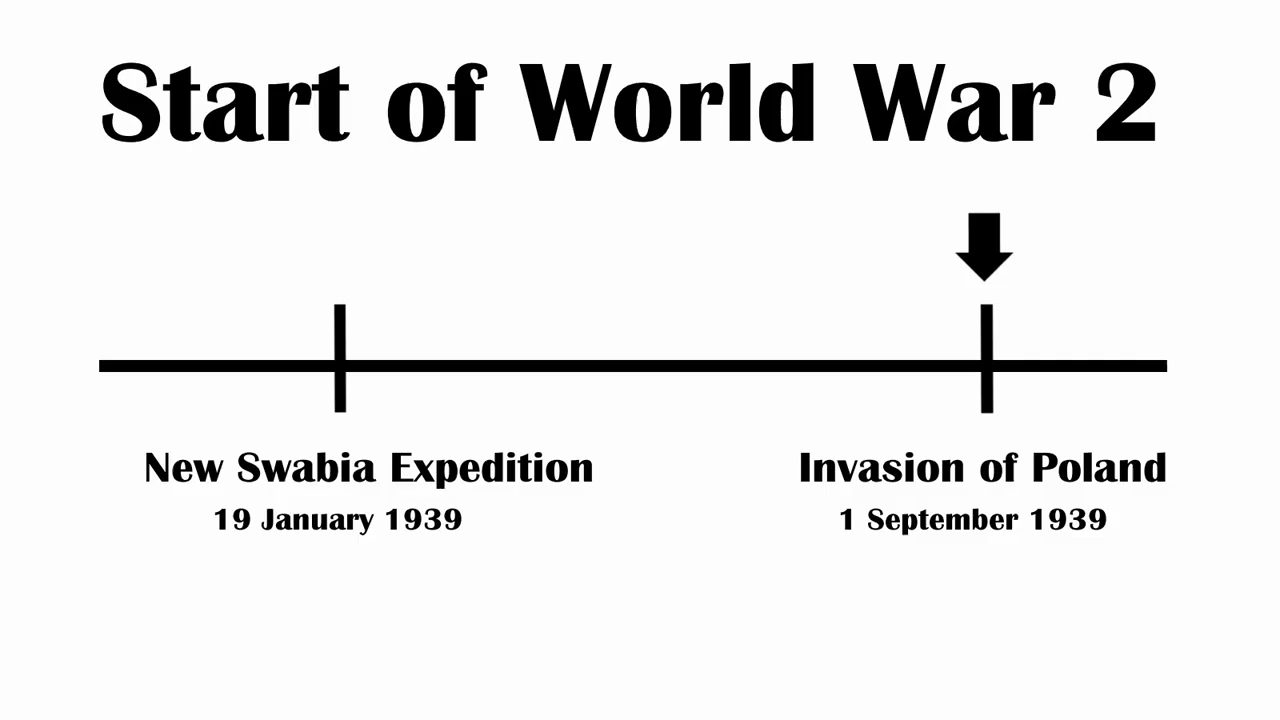 Start of World War 2
New Swabia Expedition
19 January 1939
Invasion of Poland
1 September 1939